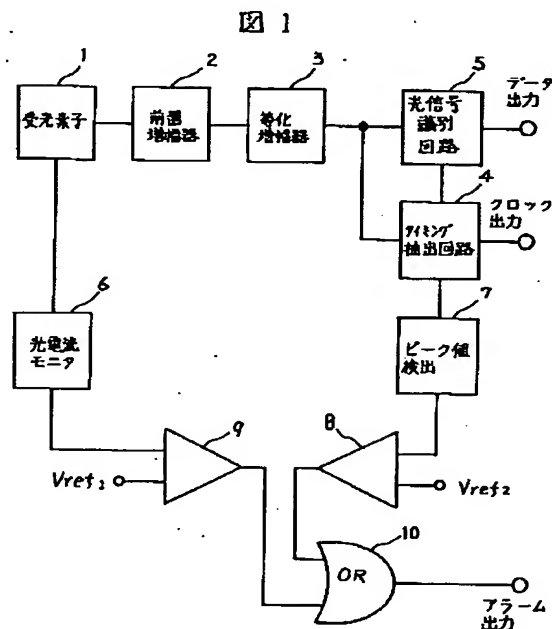 図 1
1
受光素子
2
前置
増幅器
3
等化
増幅器
5
光信号
識別
回路
データ
出力
4
タイミング
抽出回路
クロック
出力
6
光電流
モニタ
7
ピーク値
検出
9
Vref1
8
Vref2
10
OR
アラーム
出力